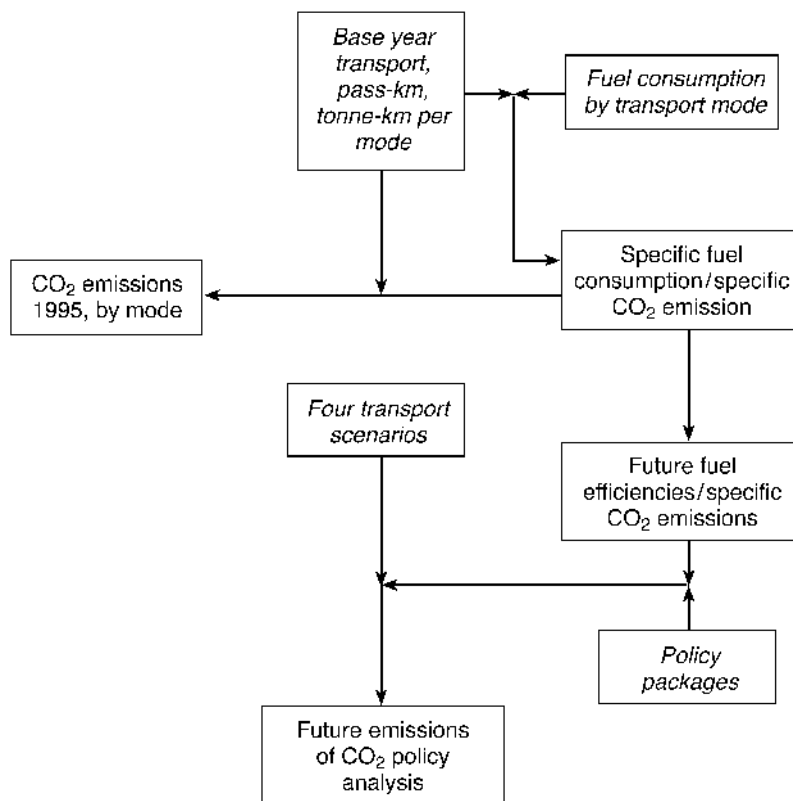 Base year
transport,
pass-km,
tonne-km per
mode
Fuel consumption
by transport mode
Specific fuel
consumption/specific
CO₂ emission
CO₂ emissions
1995, by mode
Four transport
scenarios
Future fuel
efficiencies/specific
CO₂ emissions
Policy
packages
Future emissions
of CO₂ policy
analysis